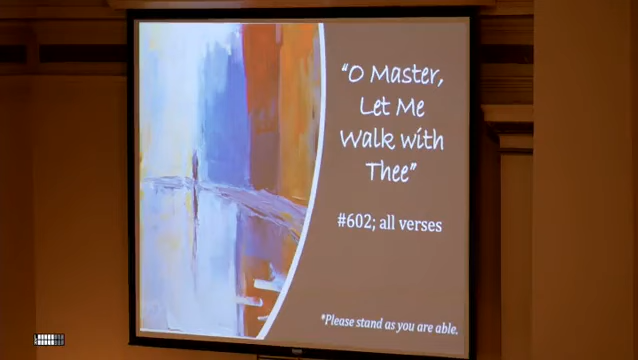 “O Master,
Let Me
Walk with
Thee”
#602; all verses
*Please stand as you are able.